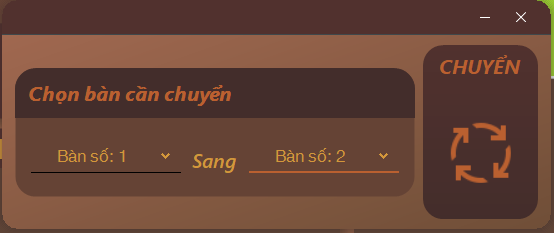 CHUYỂN
Chọn bàn cần chuyển
Bàn số: 1
Sang
Bàn số: 2